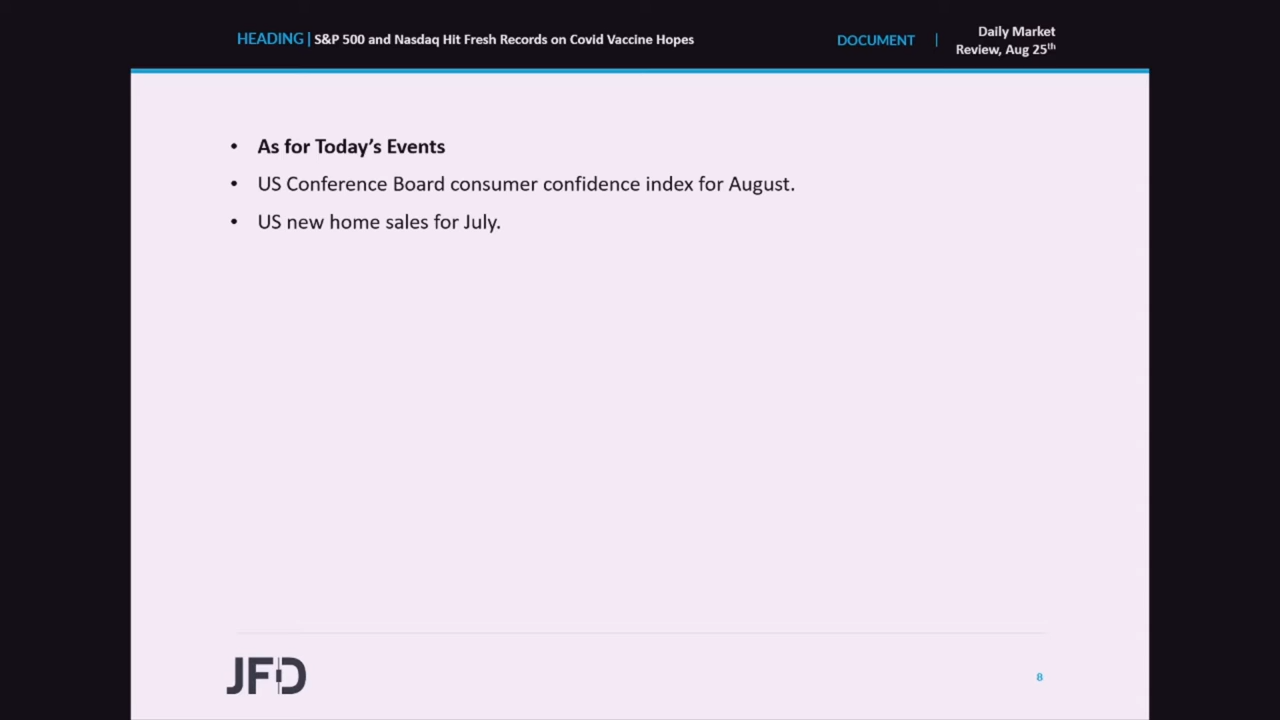 HEADING | S&P 500 and Nasdaq Hit Fresh Records on Covid Vaccine Hopes
DOCUMENT |
Daily Market
Review, Aug 25th
• As for Today’s Events
• US Conference Board consumer confidence index for August.
• US new home sales for July.
JFD
8